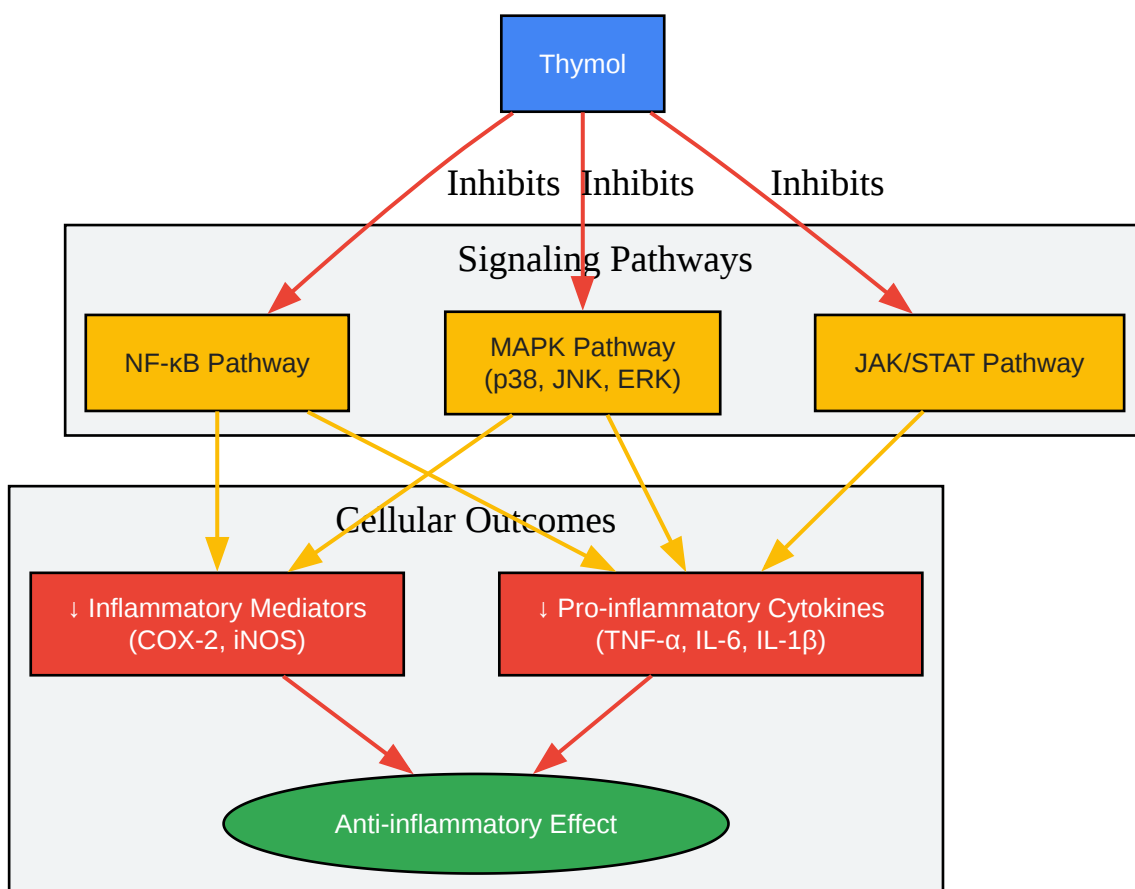 Thymol
Inhibits Inhibits Inhibits
Signaling Pathways
NF-κB Pathway
MAPK Pathway
(p38, JNK, ERK)
JAK/STAT Pathway
Cellular Outcomes
↓ Inflammatory Mediators
(COX-2, iNOS)
↓ Pro-inflammatory Cytokines
(TNF-α, IL-6, IL-1β)
Anti-inflammatory Effect